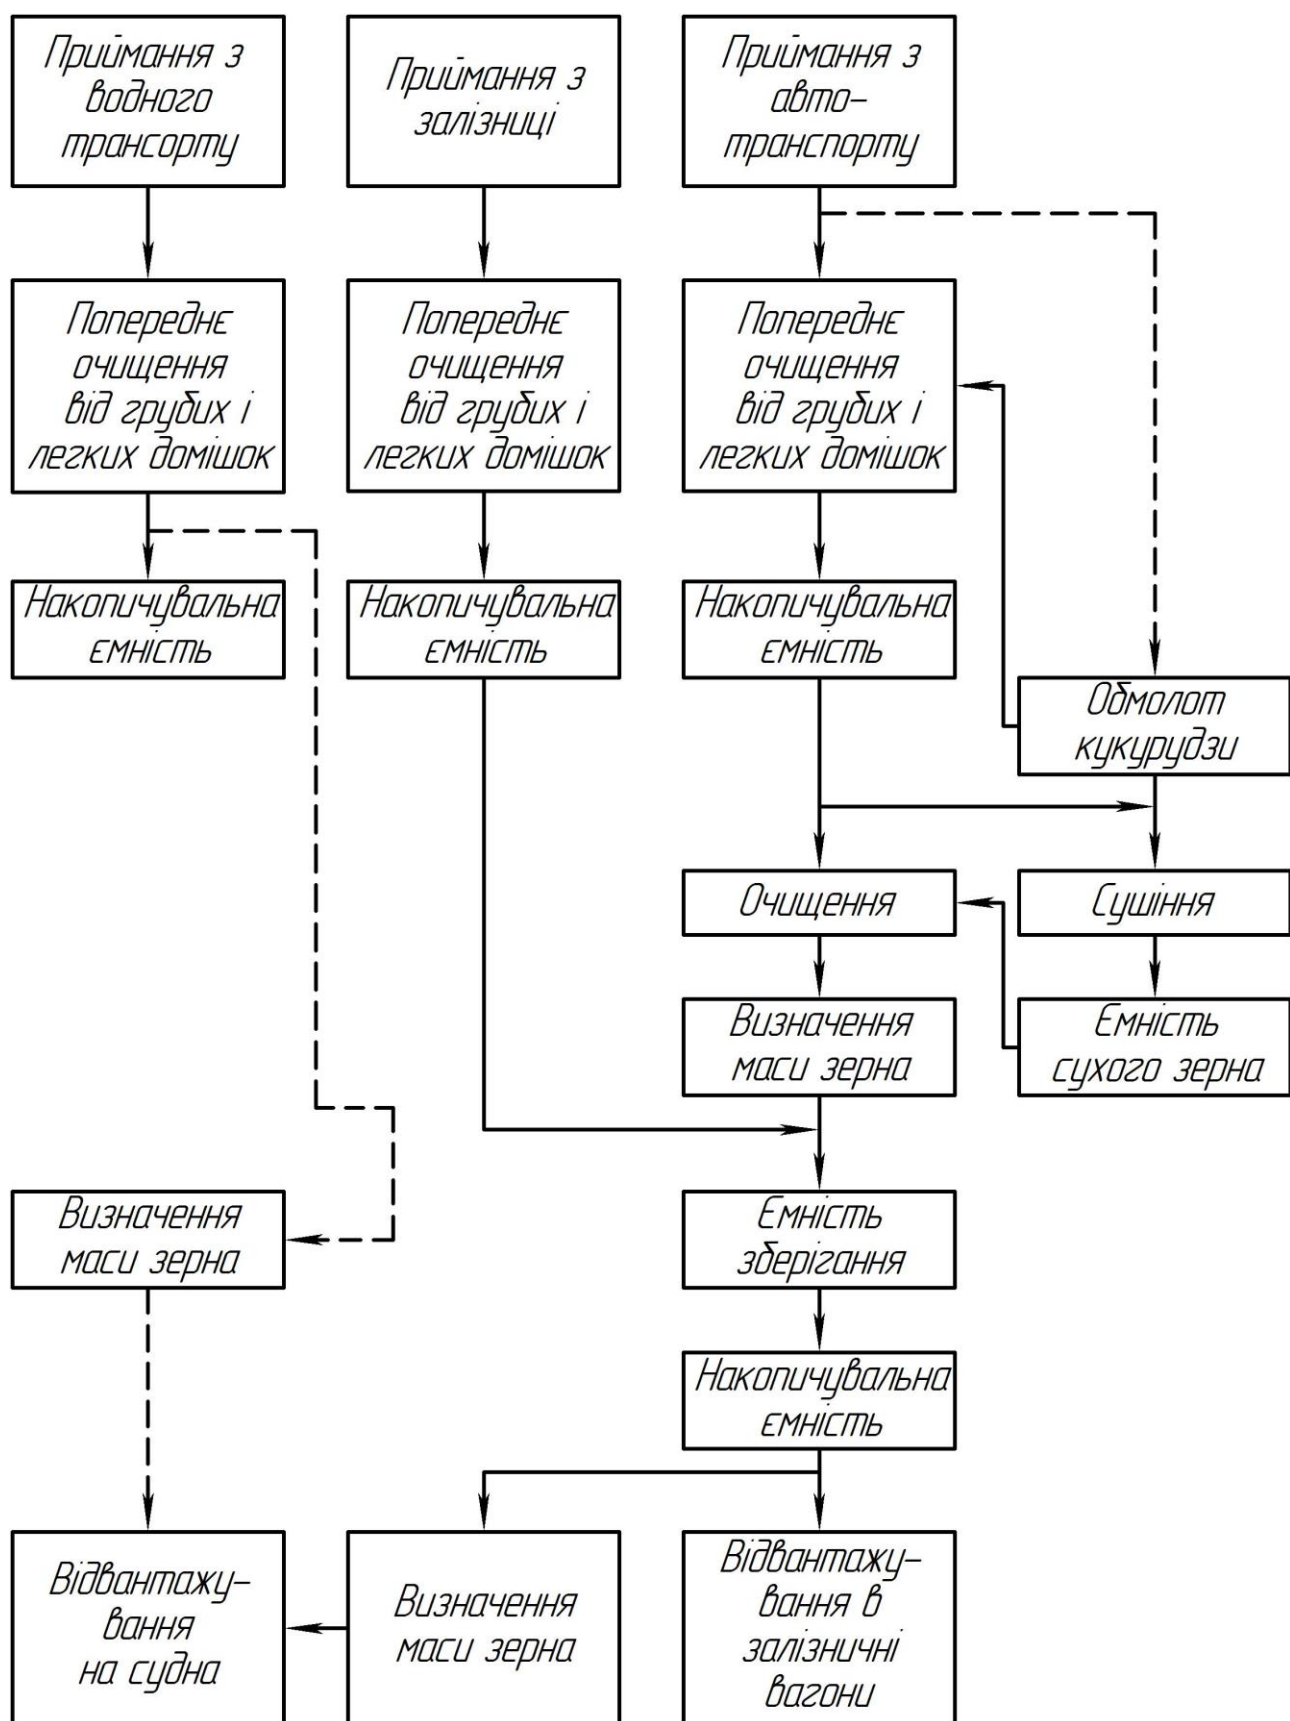 Приймання з
водного
трансорту
Приймання з
залізниці
Приймання з
авто-
транспорту
Попереднє
очищення
від грубих і
легких домішок
Попереднє
очищення
від грубих і
легких домішок
Попереднє
очищення
від грубих і
легких домішок
Накопичувальна
ємність
Накопичувальна
ємність
Накопичувальна
ємність
Обмолот
кукурудзи
Очищення
Сушіння
Визначення
маси зерна
Ємність
сухого зерна
Визначення
маси зерна
Ємність
зберігання
Накопичувальна
ємність
Відвантажу-
вання
на судна
Визначення
маси зерна
Відвантажу-
вання в
залізничні
вагони